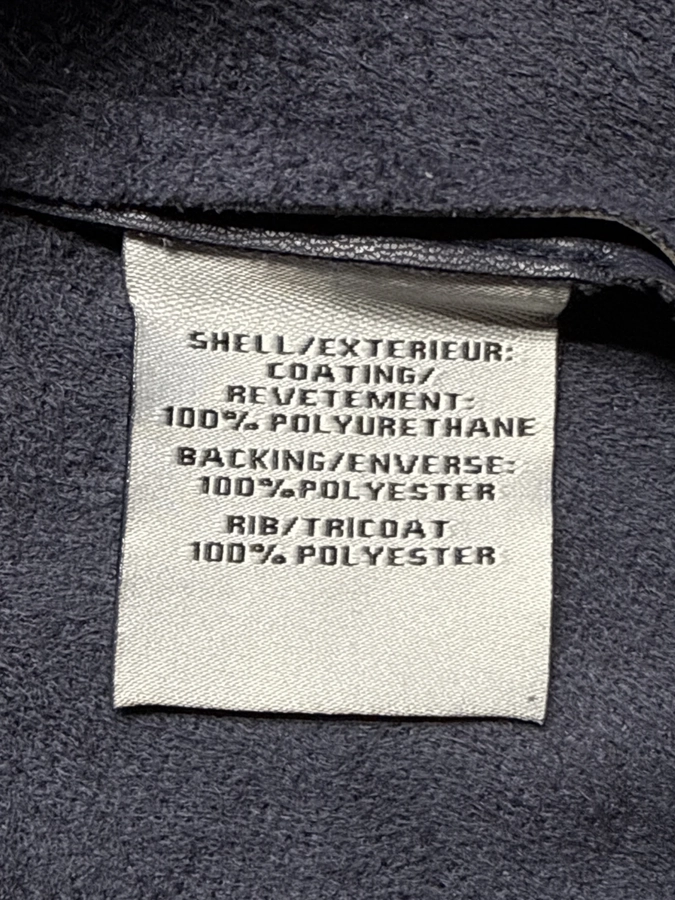 SHELL/EXTERIEUR:
COATING/
REVETEMENT:
100% POLYURETHANE
BACKING/ENVERSE:
100%POLYESTER
RIB/TRICOAT
100% POLYESTER